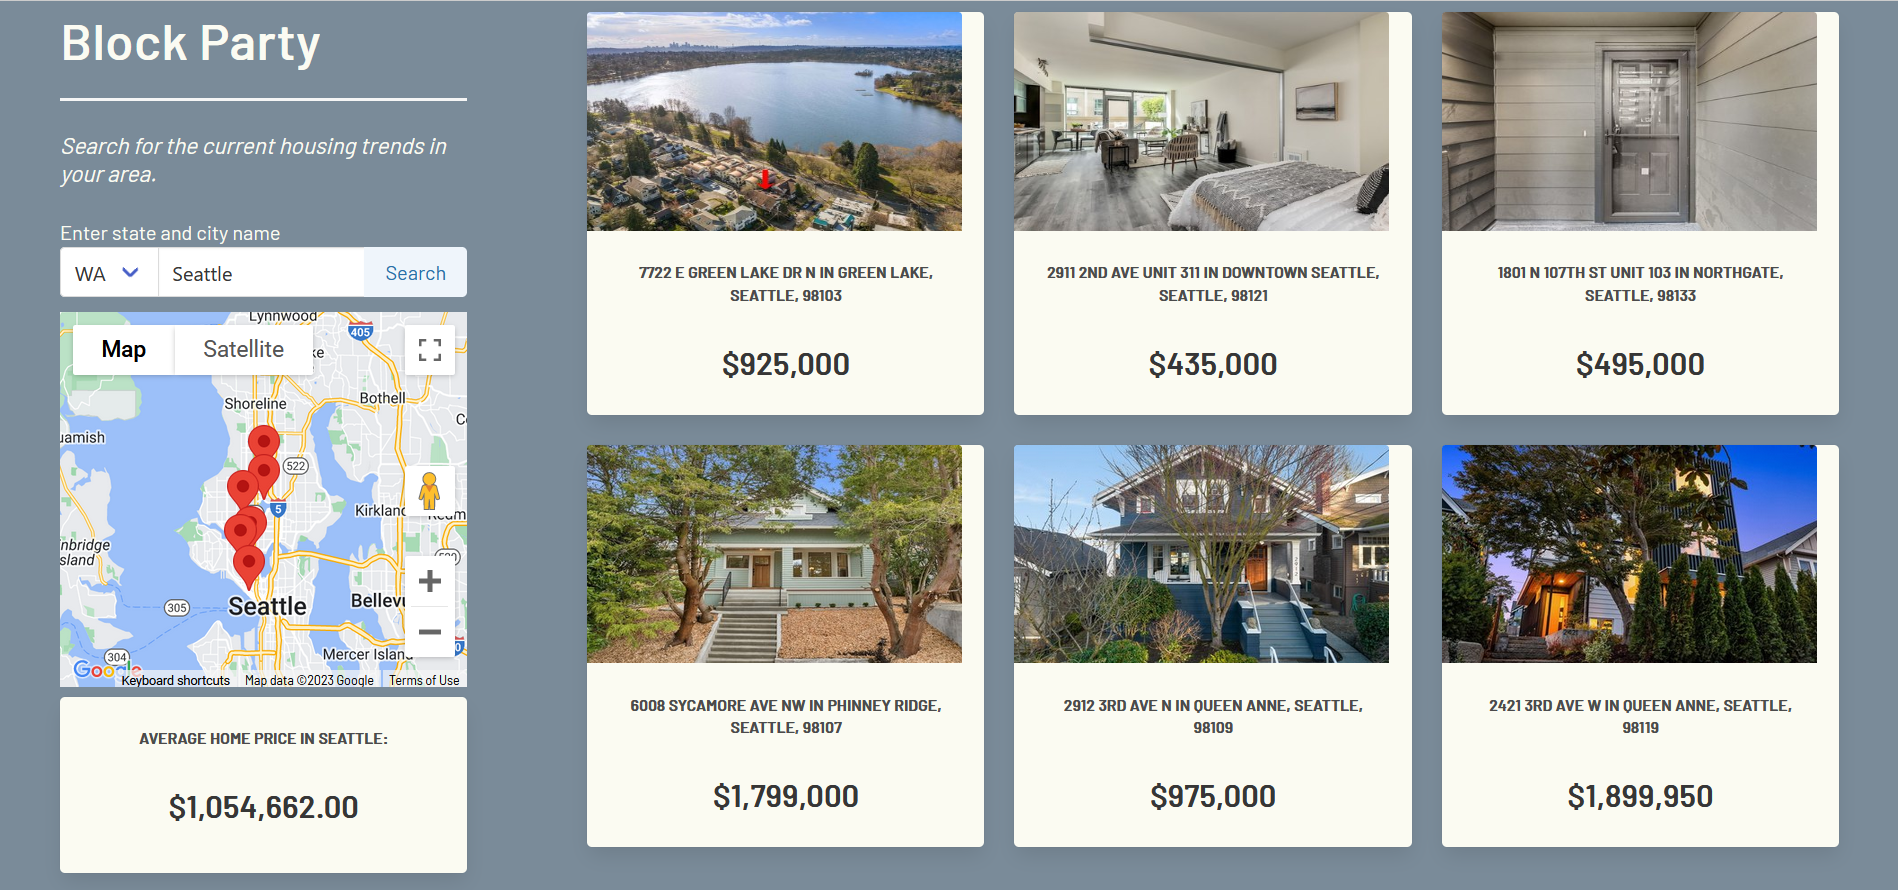 Block Party
Search for the current housing trends in
your area.
Enter state and city name
WA
Seattle
Search
Lynnwood
405
Map
Satellite
ke
Shoreline
Bothell
uamish
522
5
Kirkland
nbridge
sland
305
Seattle
Bellevu
304
Mercer Island
Google
Keyboard shortcuts
Map data ©2023 Google
Terms of Use
AVERAGE HOME PRICE IN SEATTLE:
$1,054,662.00
7722 E GREEN LAKE DR N IN GREEN LAKE,
SEATTLE, 98103
$925,000
2911 2ND AVE UNIT 311 IN DOWNTOWN SEATTLE,
SEATTLE, 98121
$435,000
1801 N 107TH ST UNIT 103 IN NORTHGATE,
SEATTLE, 98133
$495,000
6008 SYCAMORE AVE NW IN PHINNEY RIDGE,
SEATTLE, 98107
$1,799,000
2912 3RD AVE N IN QUEEN ANNE, SEATTLE,
98109
$975,000
2421 3RD AVE W IN QUEEN ANNE, SEATTLE,
98119
$1,899,950